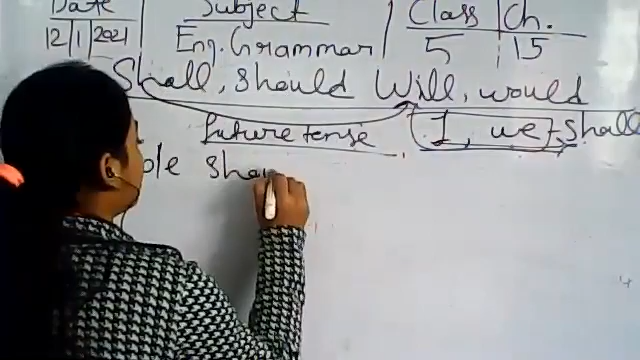 Date Subject Class Ch.
12|1|2021 Eng. Grammar 5 15
Shall, should Will, would
future tense (I, we) - shall